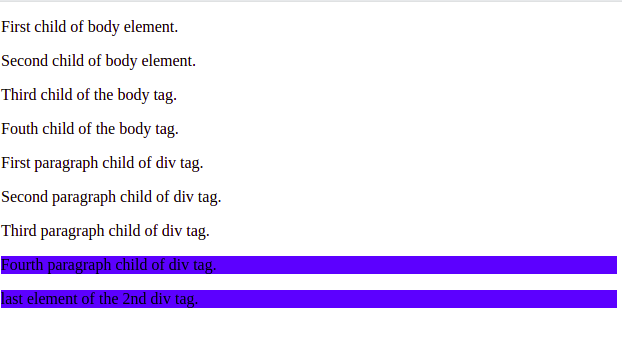 First child of body element.
Second child of body element.
Third child of the body tag.
Fouth child of the body tag.
First paragraph child of div tag.
Second paragraph child of div tag.
Third paragraph child of div tag.
Fourth paragraph child of div tag.
last element of the 2nd div tag.